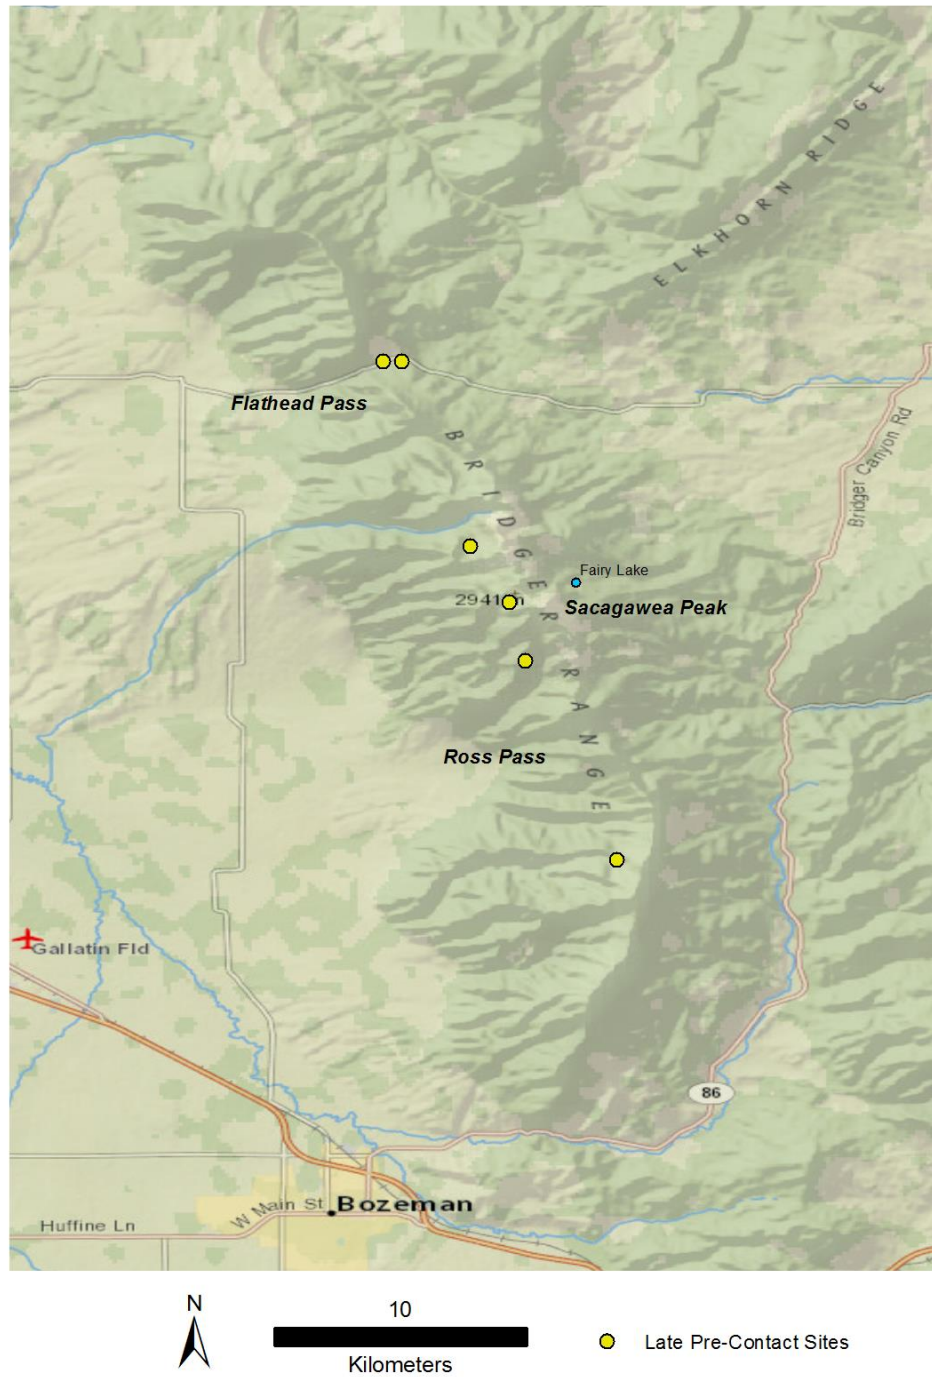 ELKHORN RIDGE
Flathead Pass
BRIDGER RANGE
Bridger Canyon Rd
Fairy Lake
2941m
Sacagawea Peak
Ross Pass
Gallatin Fld
86
W Main St
Bozeman
Huffine Ln
N
10
Kilometers
Late Pre-Contact Sites